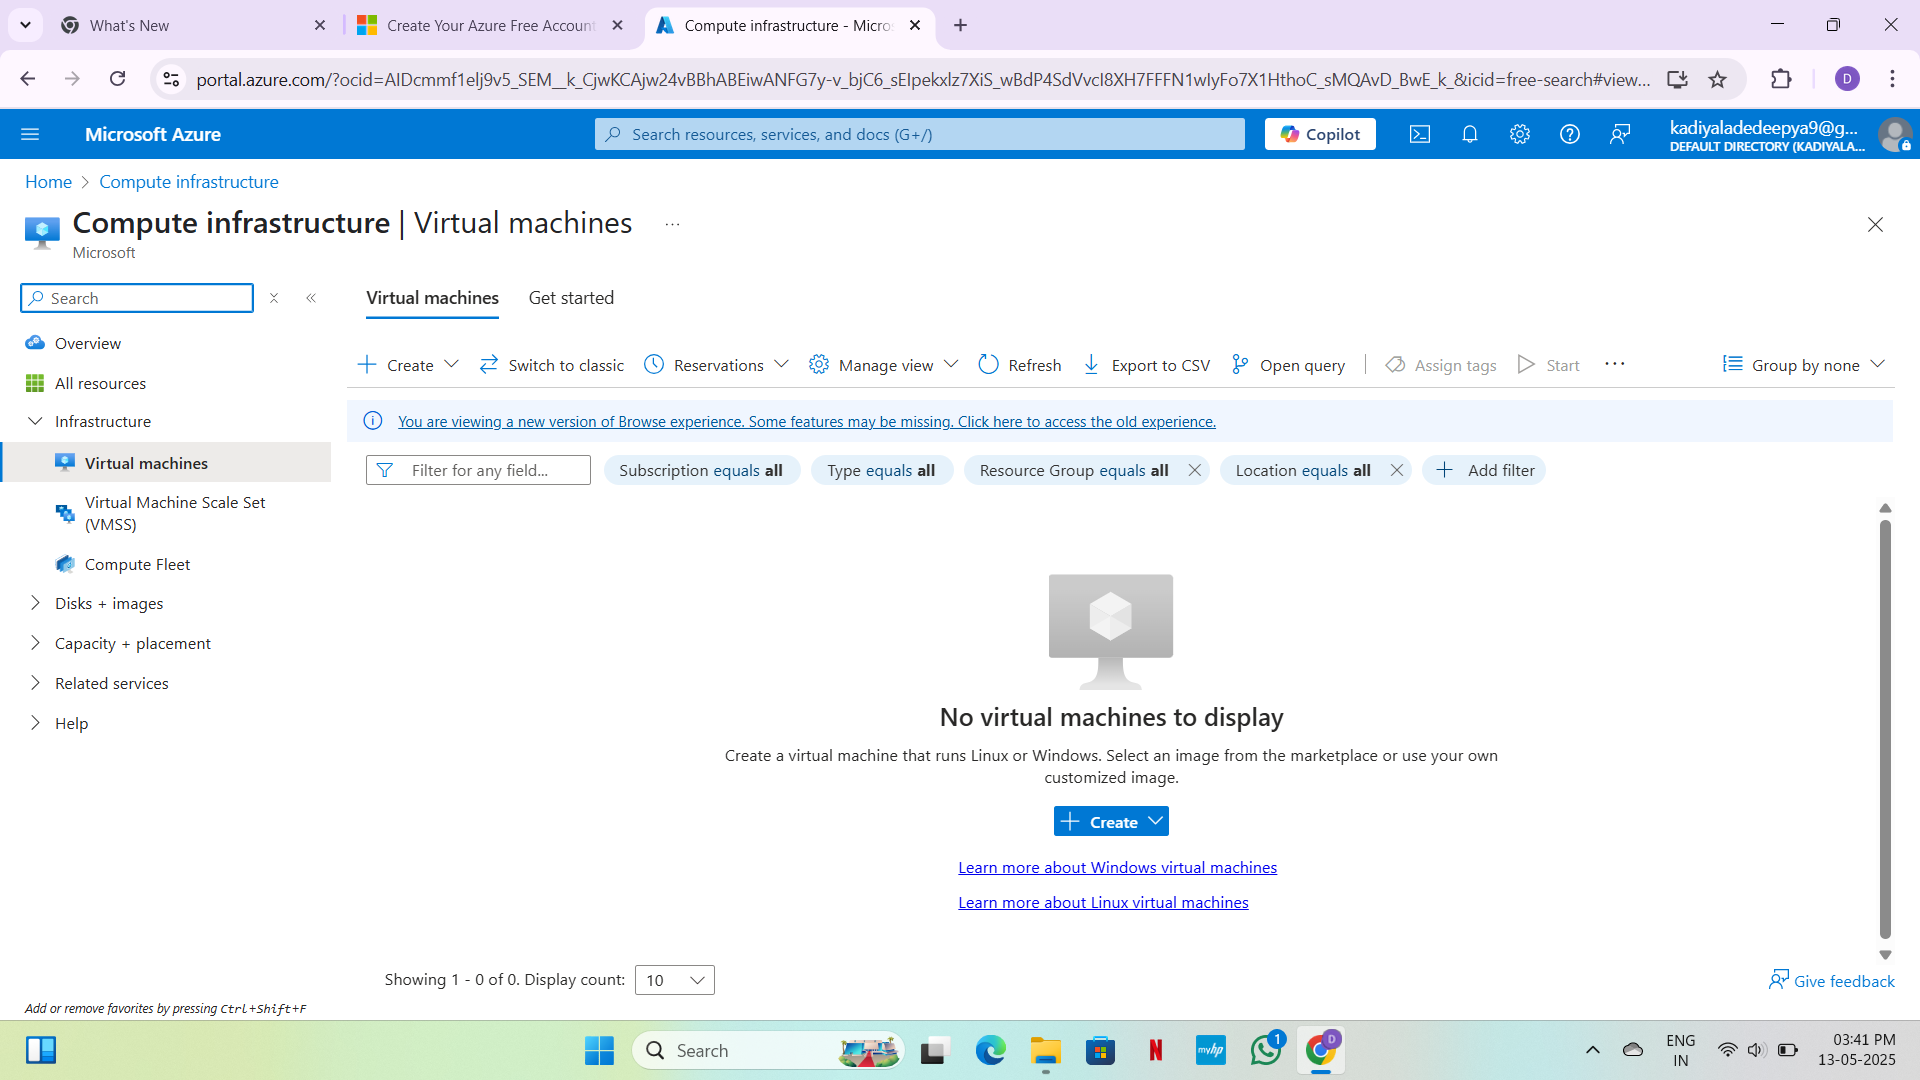 What's New
Create Your Azure Free Account
Compute infrastructure - Micros
portal.azure.com/?ocid=AIDcmmf1elj9v5_SEM__k_CjwKCAjw24vBBhABEiwANFG7y-v_bjC6_sEIpekxlz7XiS_wBdP4SdVvcI8XH7FFFN1wIyFo7X1HthoC_sMQAvD_BwE_k_&icid=free-search#view...
D
Microsoft Azure
Search resources, services, and docs (G+/)
Copilot
kadiyaladedeepya9@g...
DEFAULT DIRECTORY (KADIYALA...
Home > Compute infrastructure
Compute infrastructure | Virtual machines ...
Microsoft
Search
Virtual machines Get started
Overview
Create Switch to classic Reservations Manage view Refresh Export to CSV Open query Assign tags Start ... Group by none
All resources
Infrastructure
You are viewing a new version of Browse experience. Some features may be missing. Click here to access the old experience.
Virtual machines
Filter for any field... Subscription equals all Type equals all Resource Group equals all Location equals all Add filter
Virtual Machine Scale Set
(VMSS)
Compute Fleet
Disks + images
Capacity + placement
Related services
Help
No virtual machines to display
Create a virtual machine that runs Linux or Windows. Select an image from the marketplace or use your own
customized image.
Create
Learn more about Windows virtual machines
Learn more about Linux virtual machines
Showing 1 - 0 of 0. Display count: 10
Give feedback
Add or remove favorites by pressing Ctrl+Shift+F
Search
N
myhp
1
D
ENG
IN
03:41 PM
13-05-2025